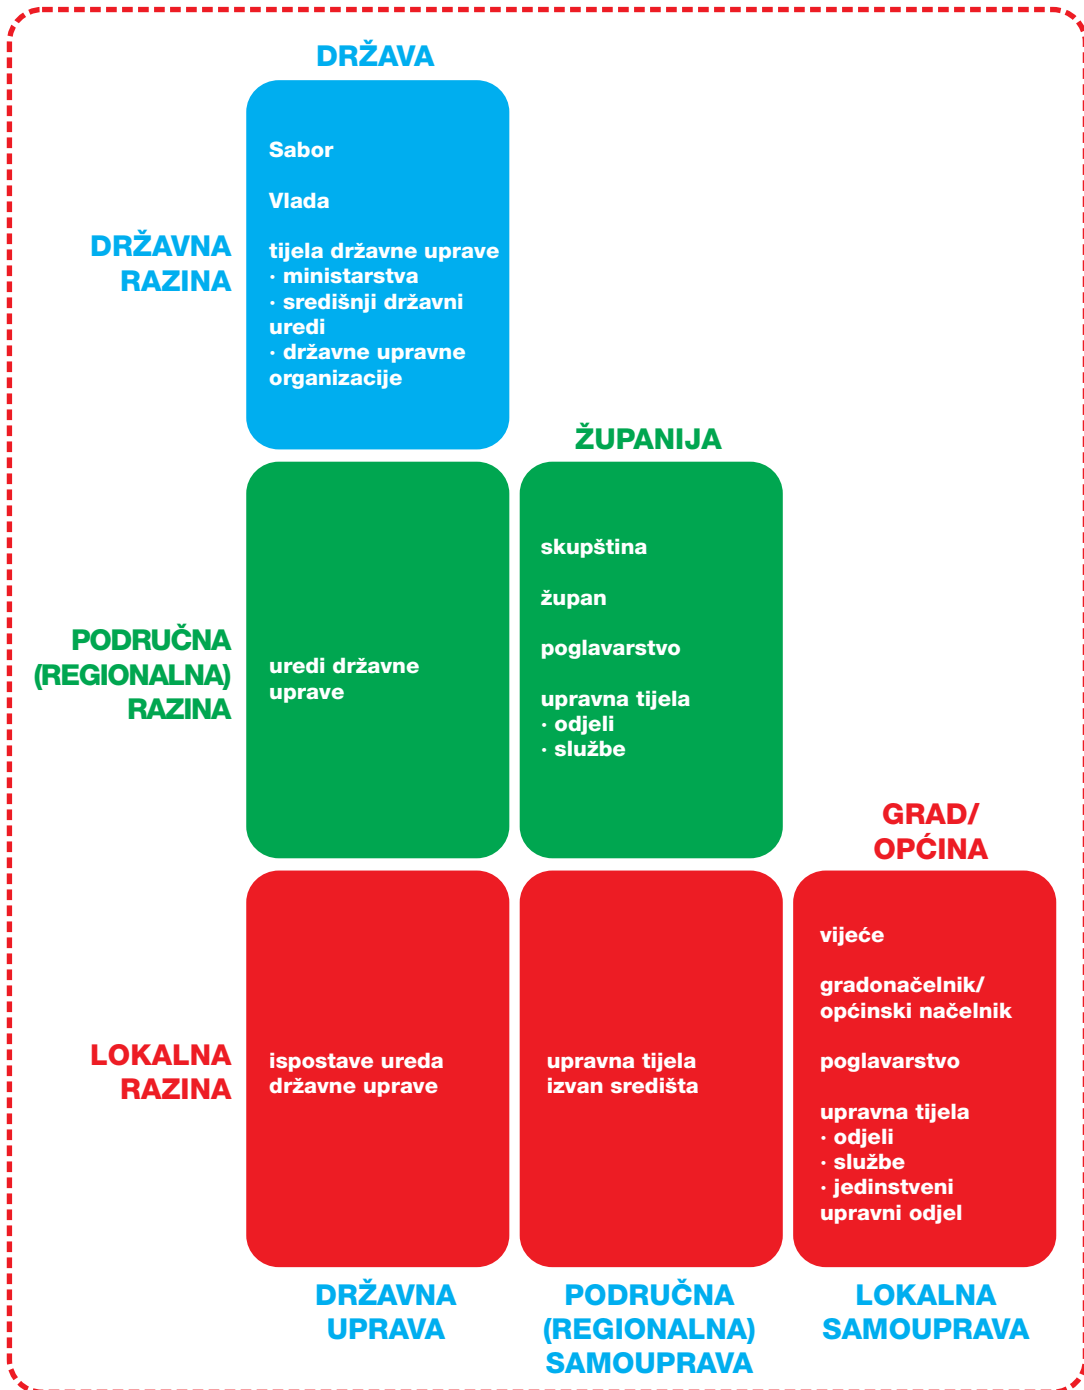 DRŽAVA
DRŽAVNA
RAZINA
Sabor
Vlada
tijela državne uprave
· ministarstva
· središnji državni
uredi
· državne upravne
organizacije
ŽUPANIJA
PODRUČNA
(REGIONALNA)
RAZINA
uredi državne
uprave
skupština
župan
poglavarstvo
upravna tijela
· odjeli
· službe
GRAD/
OPĆINA
LOKALNA
RAZINA
ispostave ureda
državne uprave
upravna tijela
izvan središta
vijeće
gradonačelnik/
općinski načelnik
poglavarstvo
upravna tijela
· odjeli
· službe
· jedinstveni
upravni odjel
DRŽAVNA
UPRAVA
PODRUČNA
(REGIONALNA)
SAMOUPRAVA
LOKALNA
SAMOUPRAVA